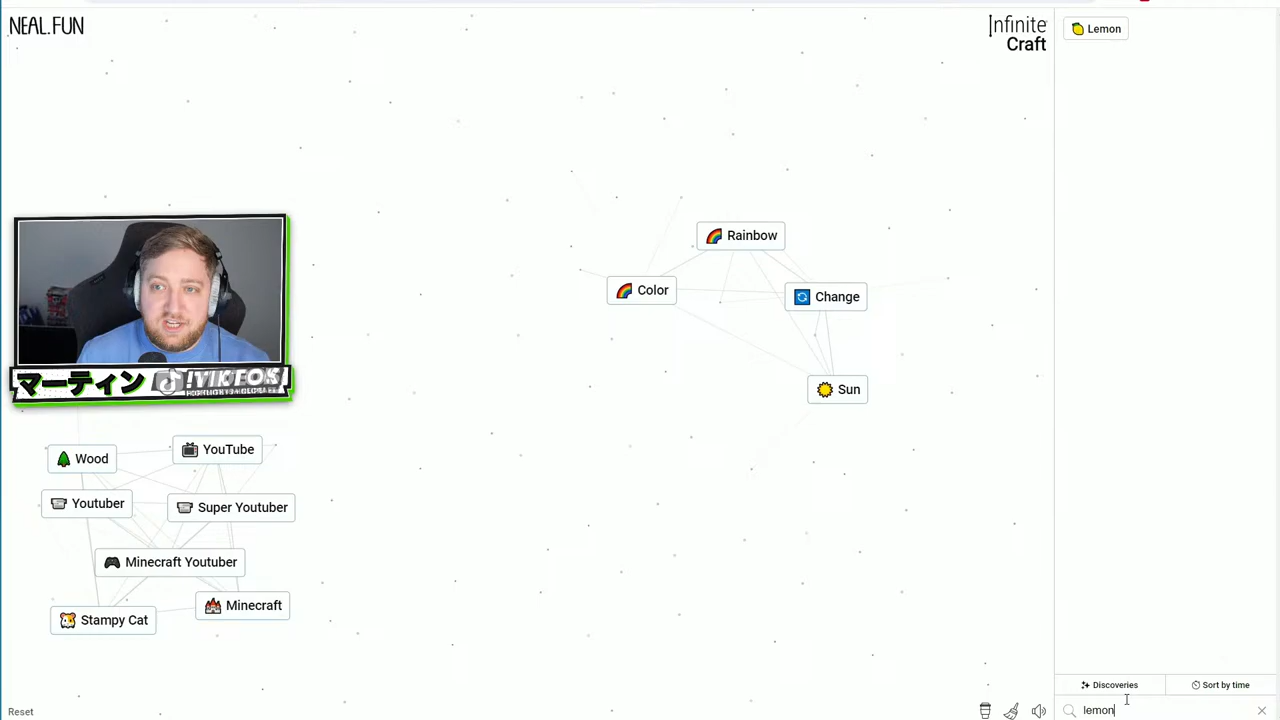 NEAL.FUN
Infinite
Craft
Lemon
Rainbow
Color
Change
Sun
マーティン !TIKTOK
Wood
YouTube
Youtuber
Super Youtuber
Minecraft Youtuber
Minecraft
Stampy Cat
Discoveries
Sort by time
Reset
lemon